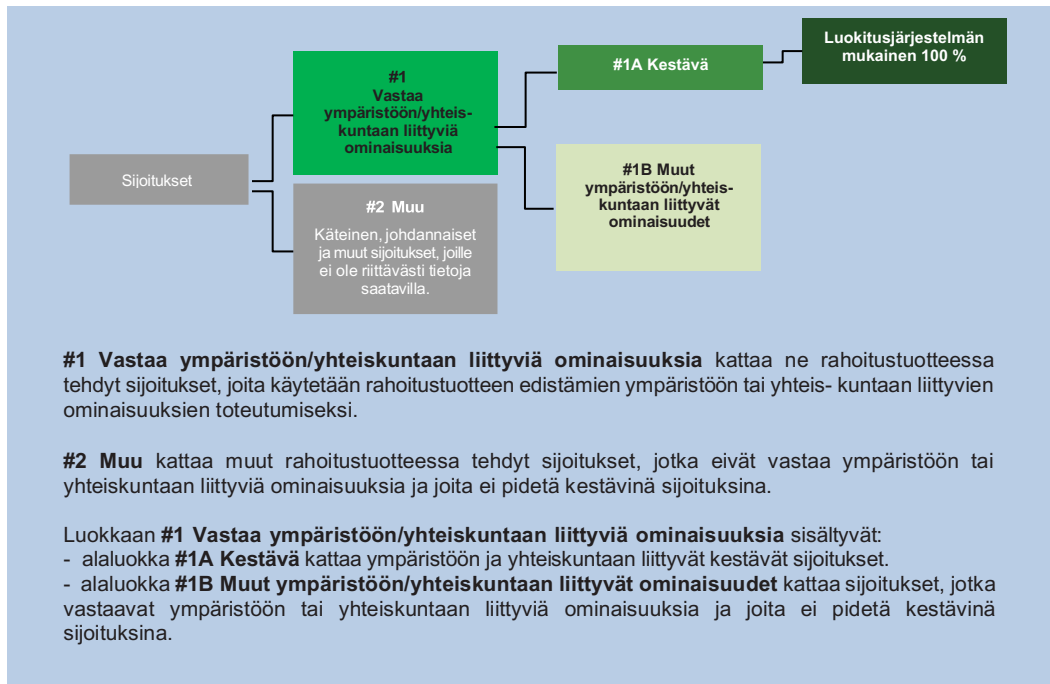 Sijoitukset
#1
Vastaa
ympäristöön/yhteis-
kuntaan liittyviä
ominaisuuksia
#2 Muu
Käteinen, johdannaiset
ja muut sijoitukset, joille
ei ole riittävästi tietoja
saatavilla.
#1A Kestävä
#1B Muut
ympäristöön/yhteis-
kuntaan liittyvät
ominaisuudet
Luokitusjärjestelmän
mukainen 100 %
#1 Vastaa ympäristöön/yhteiskuntaan liittyviä ominaisuuksia kattaa ne rahoitustuotteessa
tehdyt sijoitukset, joita käytetään rahoitustuotteen edistämien ympäristöön tai yhteis- kuntaan liittyvien
ominaisuuksien toteutumiseksi.
#2 Muu kattaa muut rahoitustuotteessa tehdyt sijoitukset, jotka eivät vastaa ympäristöön tai
yhteiskuntaan liittyviä ominaisuuksia ja joita ei pidetä kestävinä sijoituksina.
Luokkaan #1 Vastaa ympäristöön/yhteiskuntaan liittyviä ominaisuuksia sisältyvät:
- alaluokka #1A Kestävä kattaa ympäristöön ja yhteiskuntaan liittyvät kestävät sijoitukset.
- alaluokka #1B Muut ympäristöön/yhteiskuntaan liittyvät ominaisuudet kattaa sijoitukset, jotka
vastaavat ympäristöön tai yhteiskuntaan liittyviä ominaisuuksia ja joita ei pidetä kestävinä
sijoituksina.